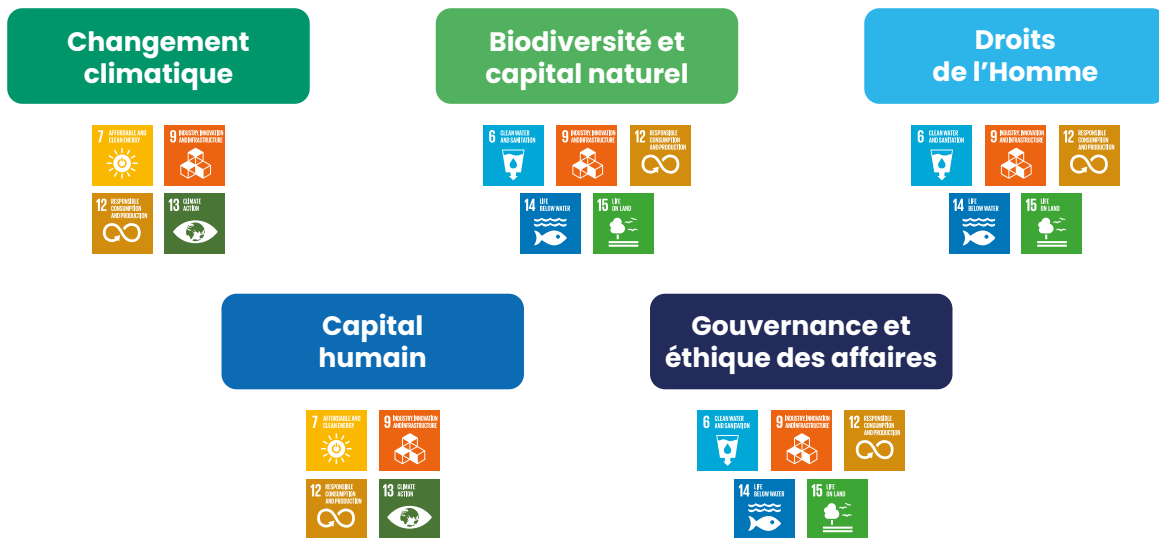 Changement
climatique
Biodiversité et
capital naturel
Droits
de l’Homme
7 AFFORDABLE AND
CLEAN ENERGY
9 INDUSTRY, INNOVATION
AND INFRASTRUCTURE
12 RESPONSIBLE
CONSUMPTION
AND PRODUCTION
13 CLIMATE
ACTION
6 CLEAN WATER
AND SANITATION
9 INDUSTRY, INNOVATION
AND INFRASTRUCTURE
12 RESPONSIBLE
CONSUMPTION
AND PRODUCTION
14 LIFE
BELOW WATER
15 LIFE
ON LAND
6 CLEAN WATER
AND SANITATION
9 INDUSTRY, INNOVATION
AND INFRASTRUCTURE
12 RESPONSIBLE
CONSUMPTION
AND PRODUCTION
14 LIFE
BELOW WATER
15 LIFE
ON LAND
Capital
humain
Gouvernance et
éthique des affaires
7 AFFORDABLE AND
CLEAN ENERGY
9 INDUSTRY, INNOVATION
AND INFRASTRUCTURE
12 RESPONSIBLE
CONSUMPTION
AND PRODUCTION
13 CLIMATE
ACTION
6 CLEAN WATER
AND SANITATION
9 INDUSTRY, INNOVATION
AND INFRASTRUCTURE
12 RESPONSIBLE
CONSUMPTION
AND PRODUCTION
14 LIFE
BELOW WATER
15 LIFE
ON LAND